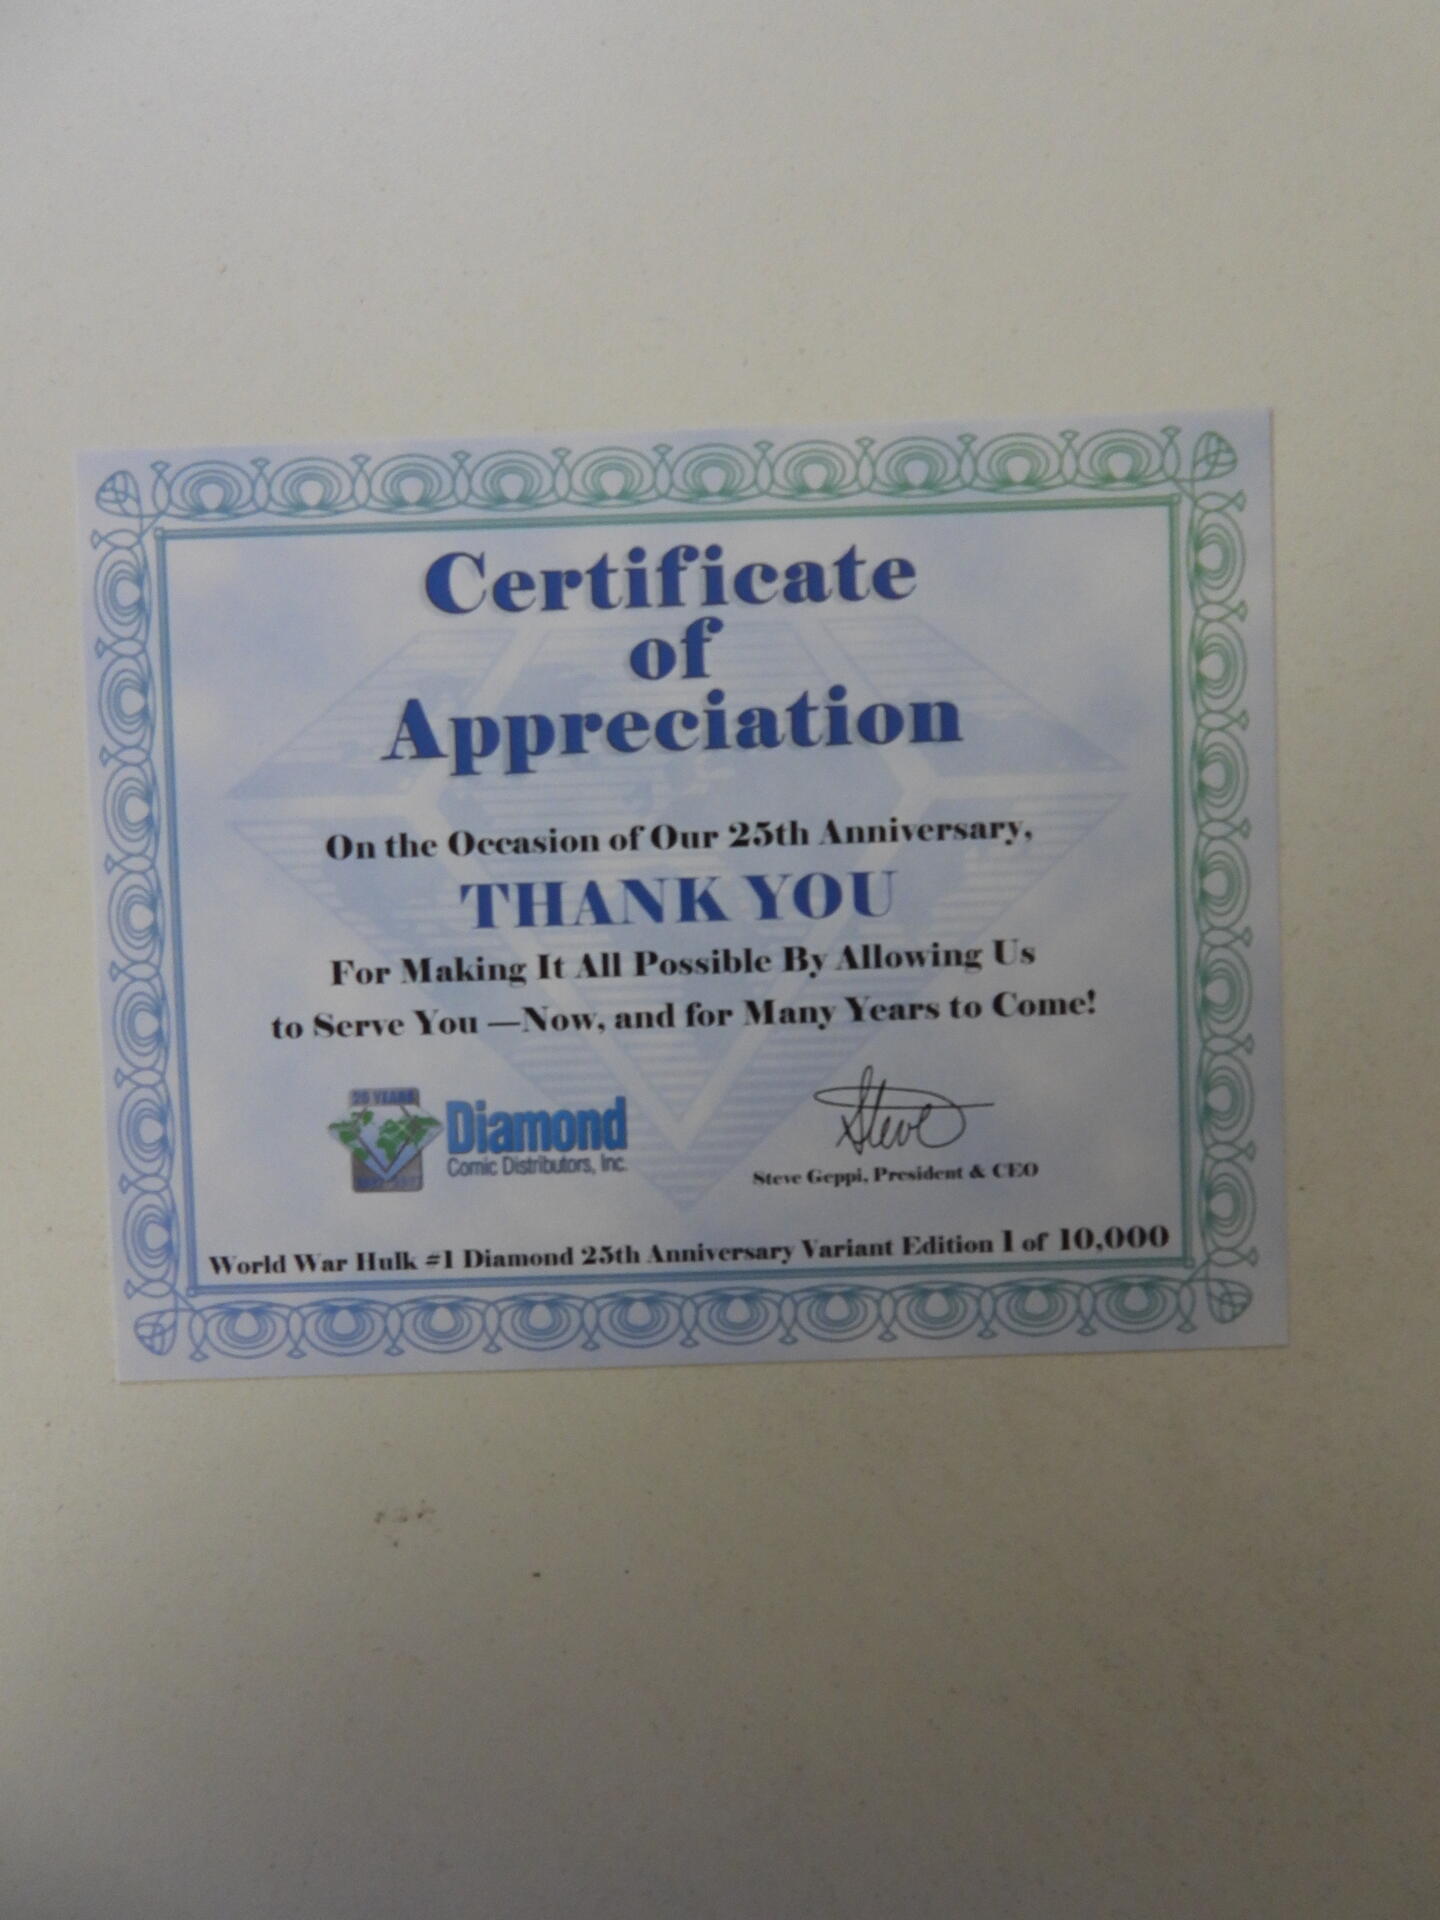 Certificate
of
Appreciation
On the Occasion of Our 25th Anniversary,
THANK YOU
For Making It All Possible By Allowing Us
to Serve You —Now, and for Many Years to Come!
Diamond
Comic Distributors, Inc.
Steve
Steve Geppi, President & CEO
World War Hulk #1 Diamond 25th Anniversary Variant Edition 1 of 10,000